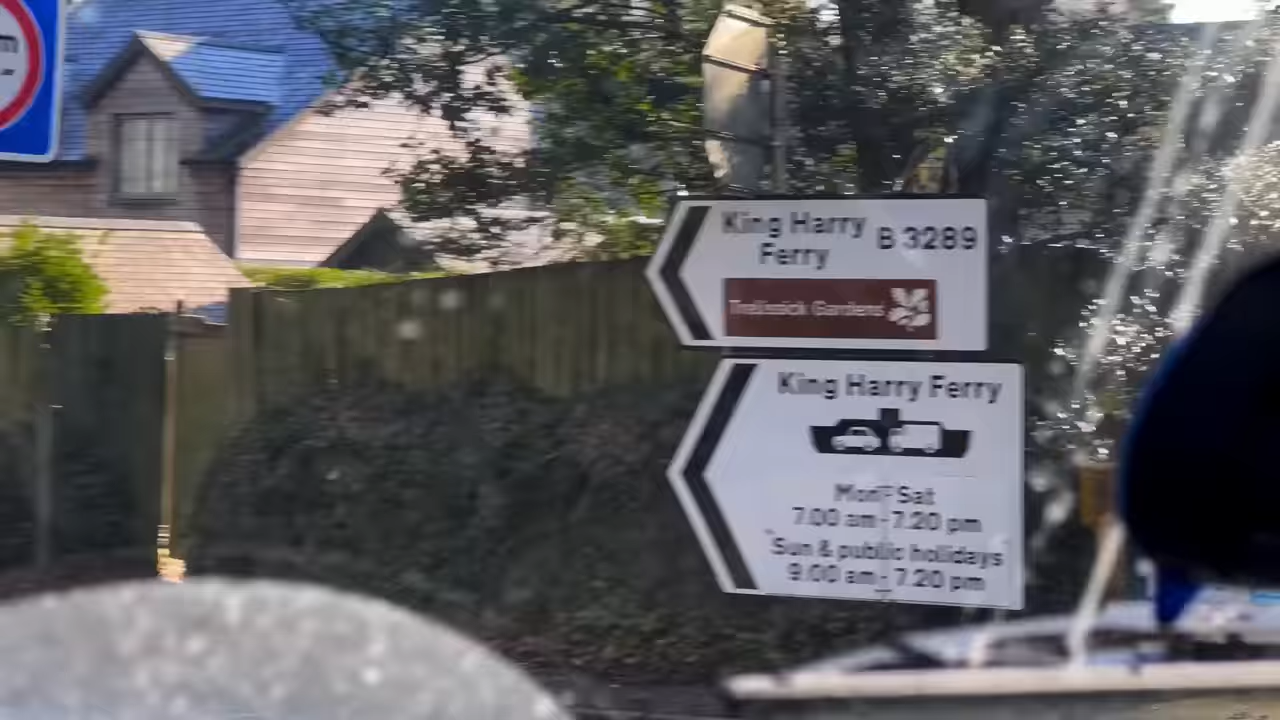 King Harry
Ferry
B 3289
Trelissick Gardens
King Harry Ferry
Mon - Sat
7.00 am - 7.20 pm
Sun & public holidays
9.00 am - 7.20 pm